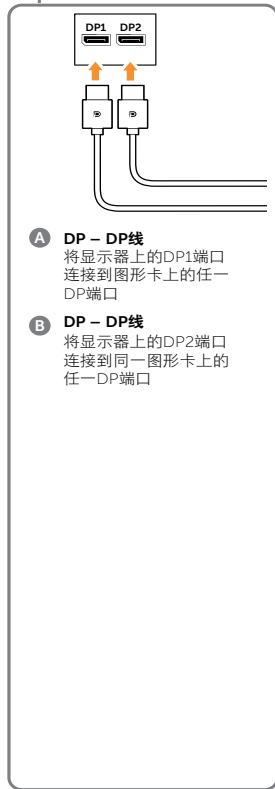 DP1 DP2
A DP – DP线
将显示器上的DP1端口
连接到图形卡上的任一
DP端口
B DP – DP线
将显示器上的DP2端口
连接到同一图形卡上的
任一DP端口